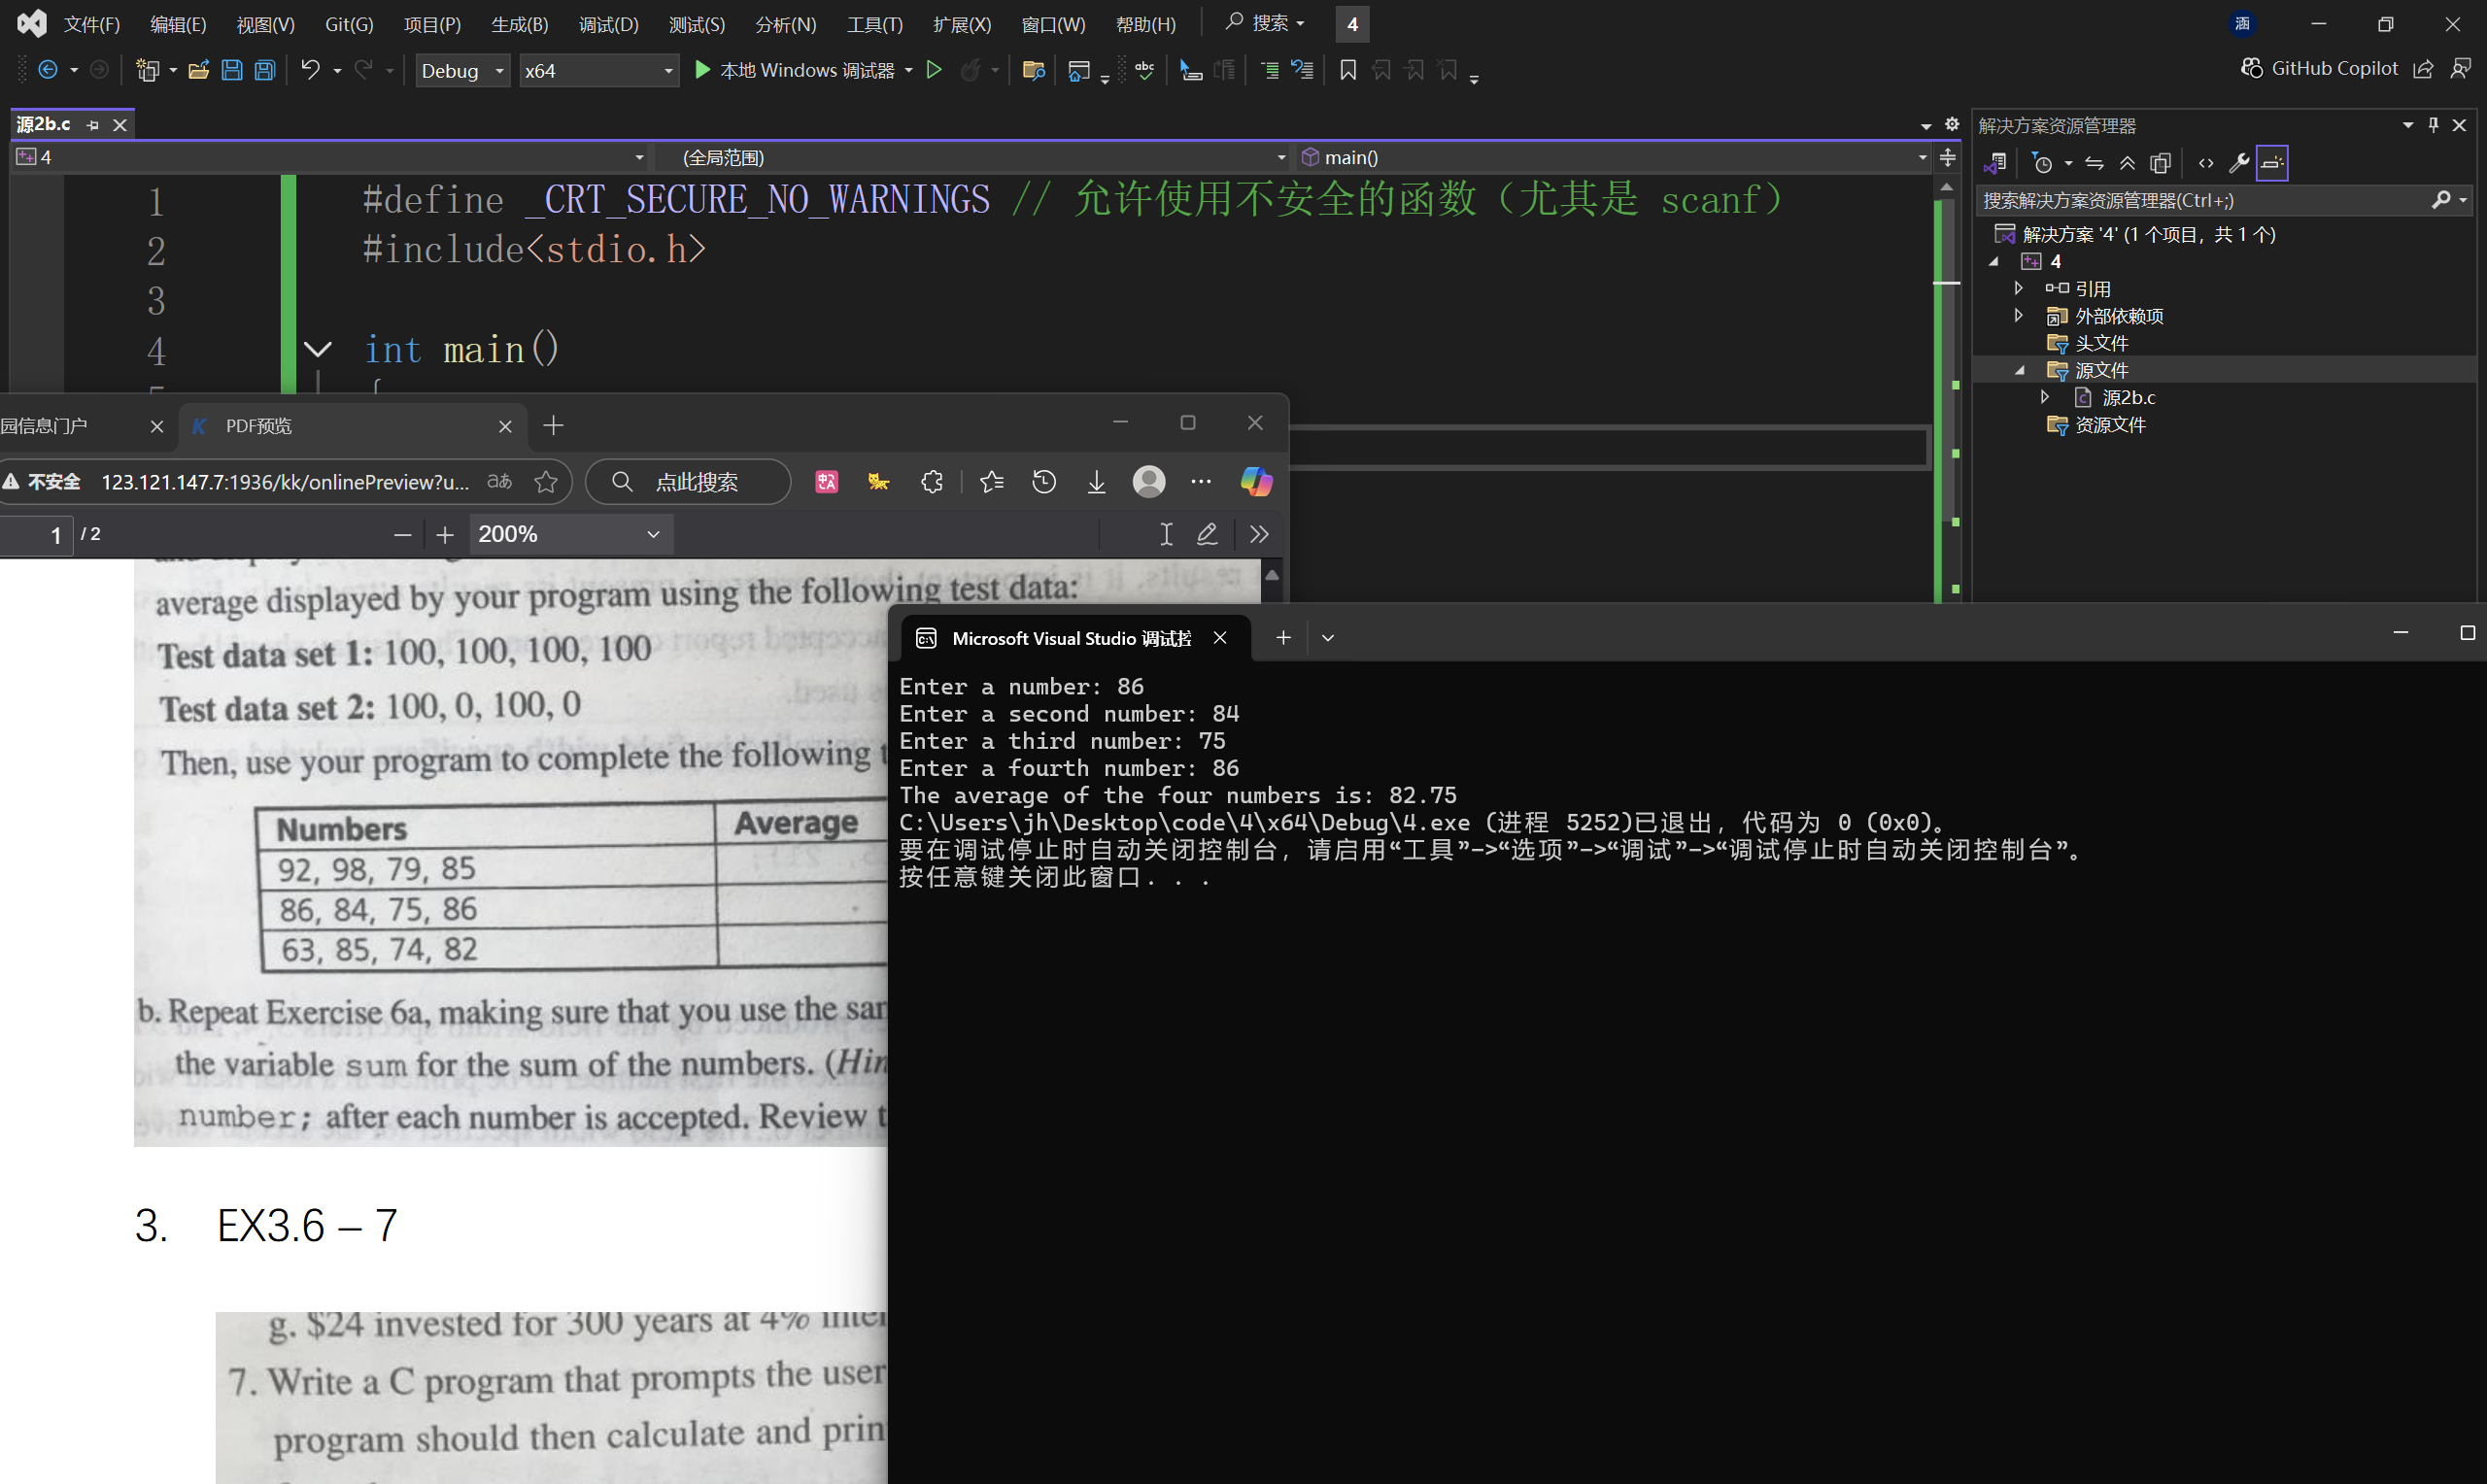 文件(F) 编辑(E) 视图(V) Git(G) 项目(P) 生成(B) 调试(D) 测试(S) 分析(N) 工具(T) 扩展(X) 窗口(W) 帮助(H) 搜索 4 涵
Debug x64 本地 Windows 调试器 GitHub Copilot
源2b.c
4 (全局范围) main()
1 #define _CRT_SECURE_NO_WARNINGS // 允许使用不安全的函数（尤其是 scanf）
2 #include<stdio.h>
3
4 int main()
{
解决方案资源管理器
搜索解决方案资源管理器(Ctrl+;)
解决方案 '4' (1 个项目，共 1 个)
4
引用
外部依赖项
头文件
源文件
源2b.c
资源文件
园信息门户 PDF预览
不安全 123.121.147.7:1936/kk/onlinePreview?u... 点此搜索
1 / 2 200%
average displayed by your program using the following test data:
Test data set 1: 100, 100, 100, 100
Test data set 2: 100, 0, 100, 0
Then, use your program to complete the following
Numbers Average
92, 98, 79, 85
86, 84, 75, 86
63, 85, 74, 82
b. Repeat Exercise 6a, making sure that you use the
the variable sum for the sum of the numbers.
number; after each number is accepted. Review
3. EX3.6 – 7
g. $24 invested for 300 years at 4%
7. Write a C program that prompts the user
program should then calculate and
Microsoft Visual Studio 调试控
Enter a number: 86
Enter a second number: 84
Enter a third number: 75
Enter a fourth number: 86
The average of the four numbers is: 82.75
C:\Users\jh\Desktop\code\4\x64\Debug\4.exe (进程 5252)已退出，代码为 0 (0x0)。
要在调试停止时自动关闭控制台，请启用“工具”->“选项”->“调试”->“调试停止时自动关闭控制台”。
按任意键关闭此窗口. . .